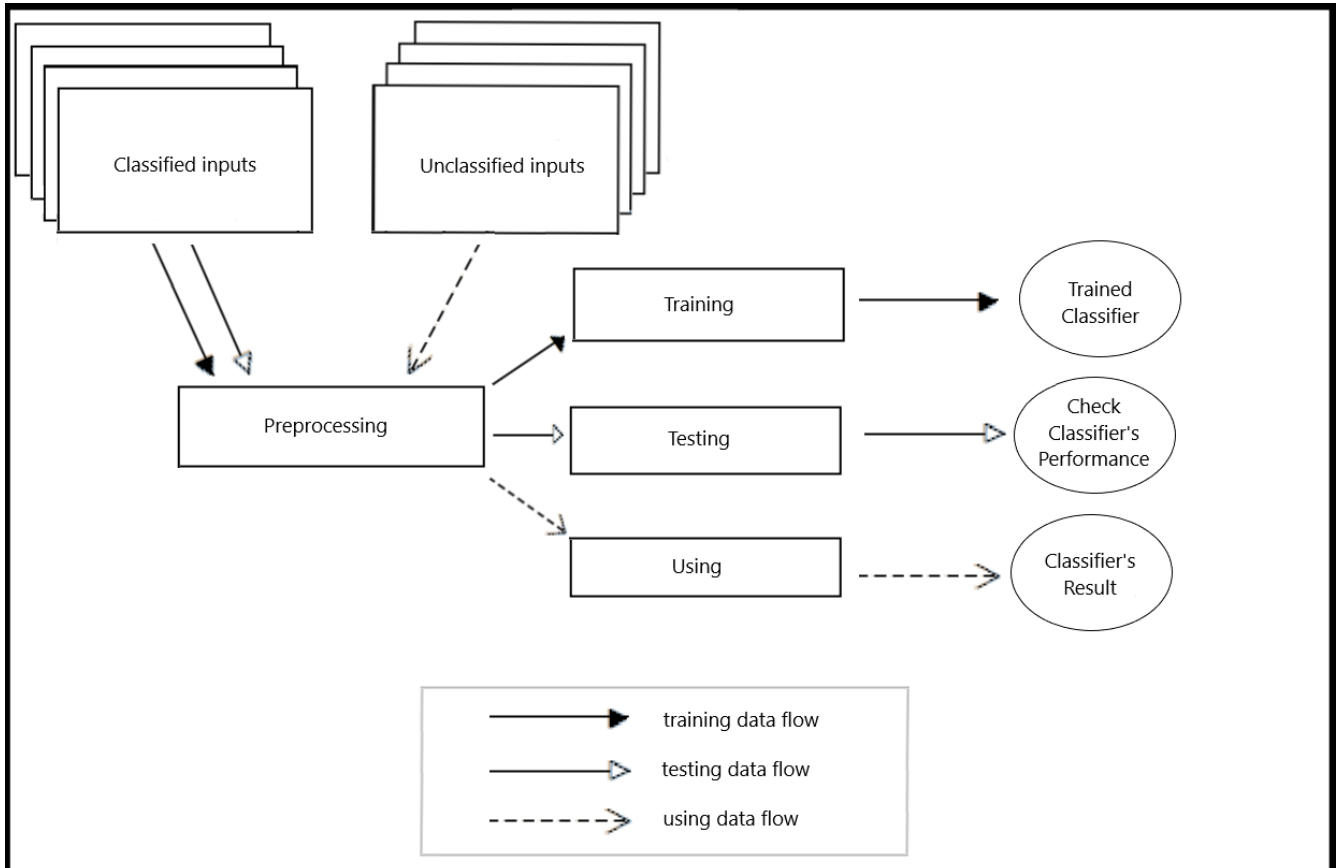 Classified inputs
Unclassified inputs
Training
Trained
Classifier
Preprocessing
Testing
Check
Classifier's
Performance
Using
Classifier's
Result
training data flow
testing data flow
using data flow